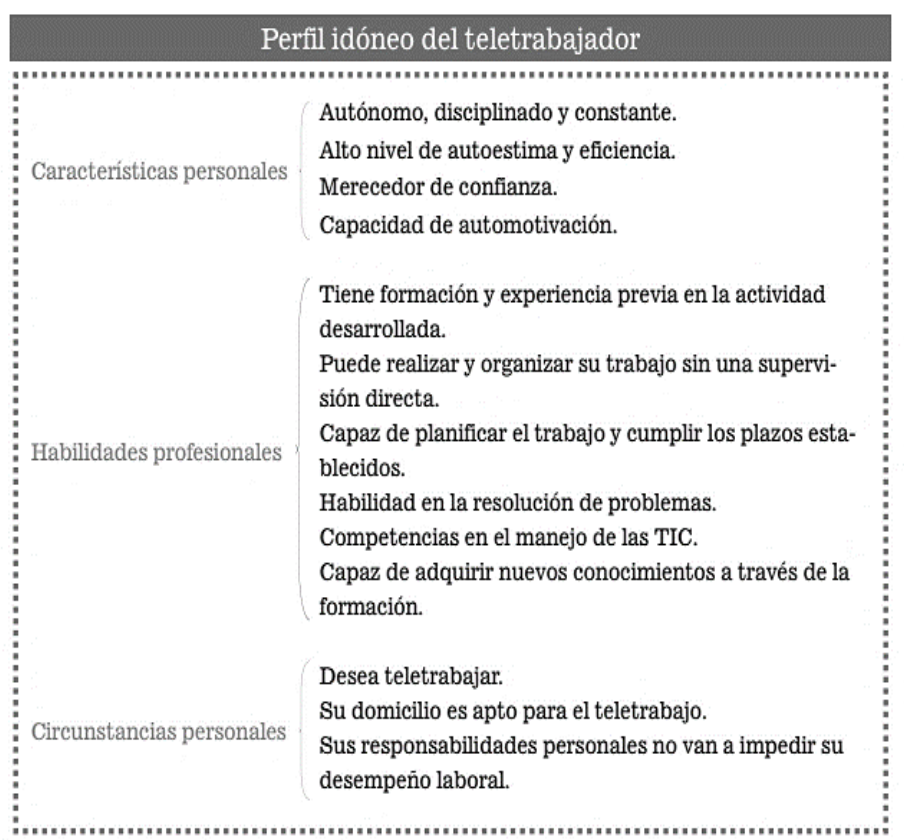 Perfil idóneo del teletrabajador
Características personales
Autónomo, disciplinado y constante.
Alto nivel de autoestima y eficiencia.
Merecedor de confianza.
Capacidad de automotivación.
Habilidades profesionales
Tiene formación y experiencia previa en la actividad
desarrollada.
Puede realizar y organizar su trabajo sin una supervi-
sión directa.
Capaz de planificar el trabajo y cumplir los plazos esta-
blecidos.
Habilidad en la resolución de problemas.
Competencias en el manejo de las TIC.
Capaz de adquirir nuevos conocimientos a través de la
formación.
Circunstancias personales
Desea teletrabajar.
Su domicilio es apto para el teletrabajo.
Sus responsabilidades personales no van a impedir su
desempeño laboral.